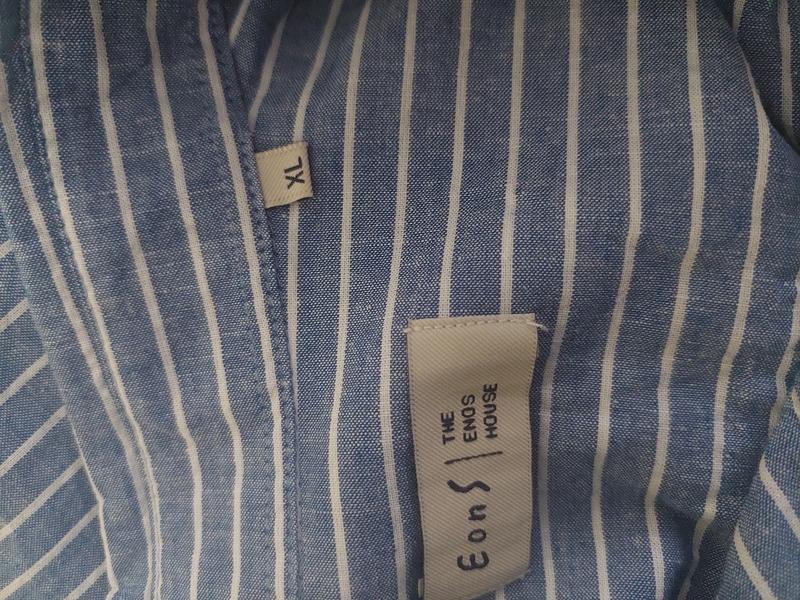 XL
EonS | THE
ENOS
HOUSE